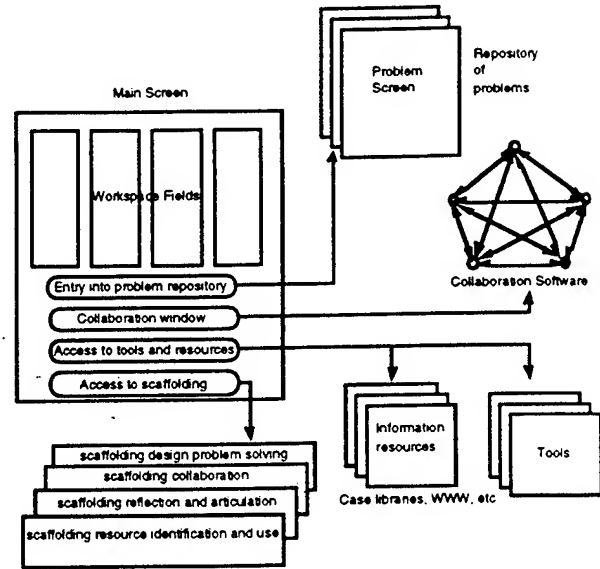 Problem
Screen
Repository
of
problems
Main Screen
Workspace Fields
Entry into problem repository
Collaboration window
Access to tools and resources
Access to scaffolding
Collaboration Software
Information
resources
Tools
Case libraries, WWW, etc
scaffolding design problem solving
scaffolding collaboration
scaffolding reflection and articulation
scaffolding resource identification and use